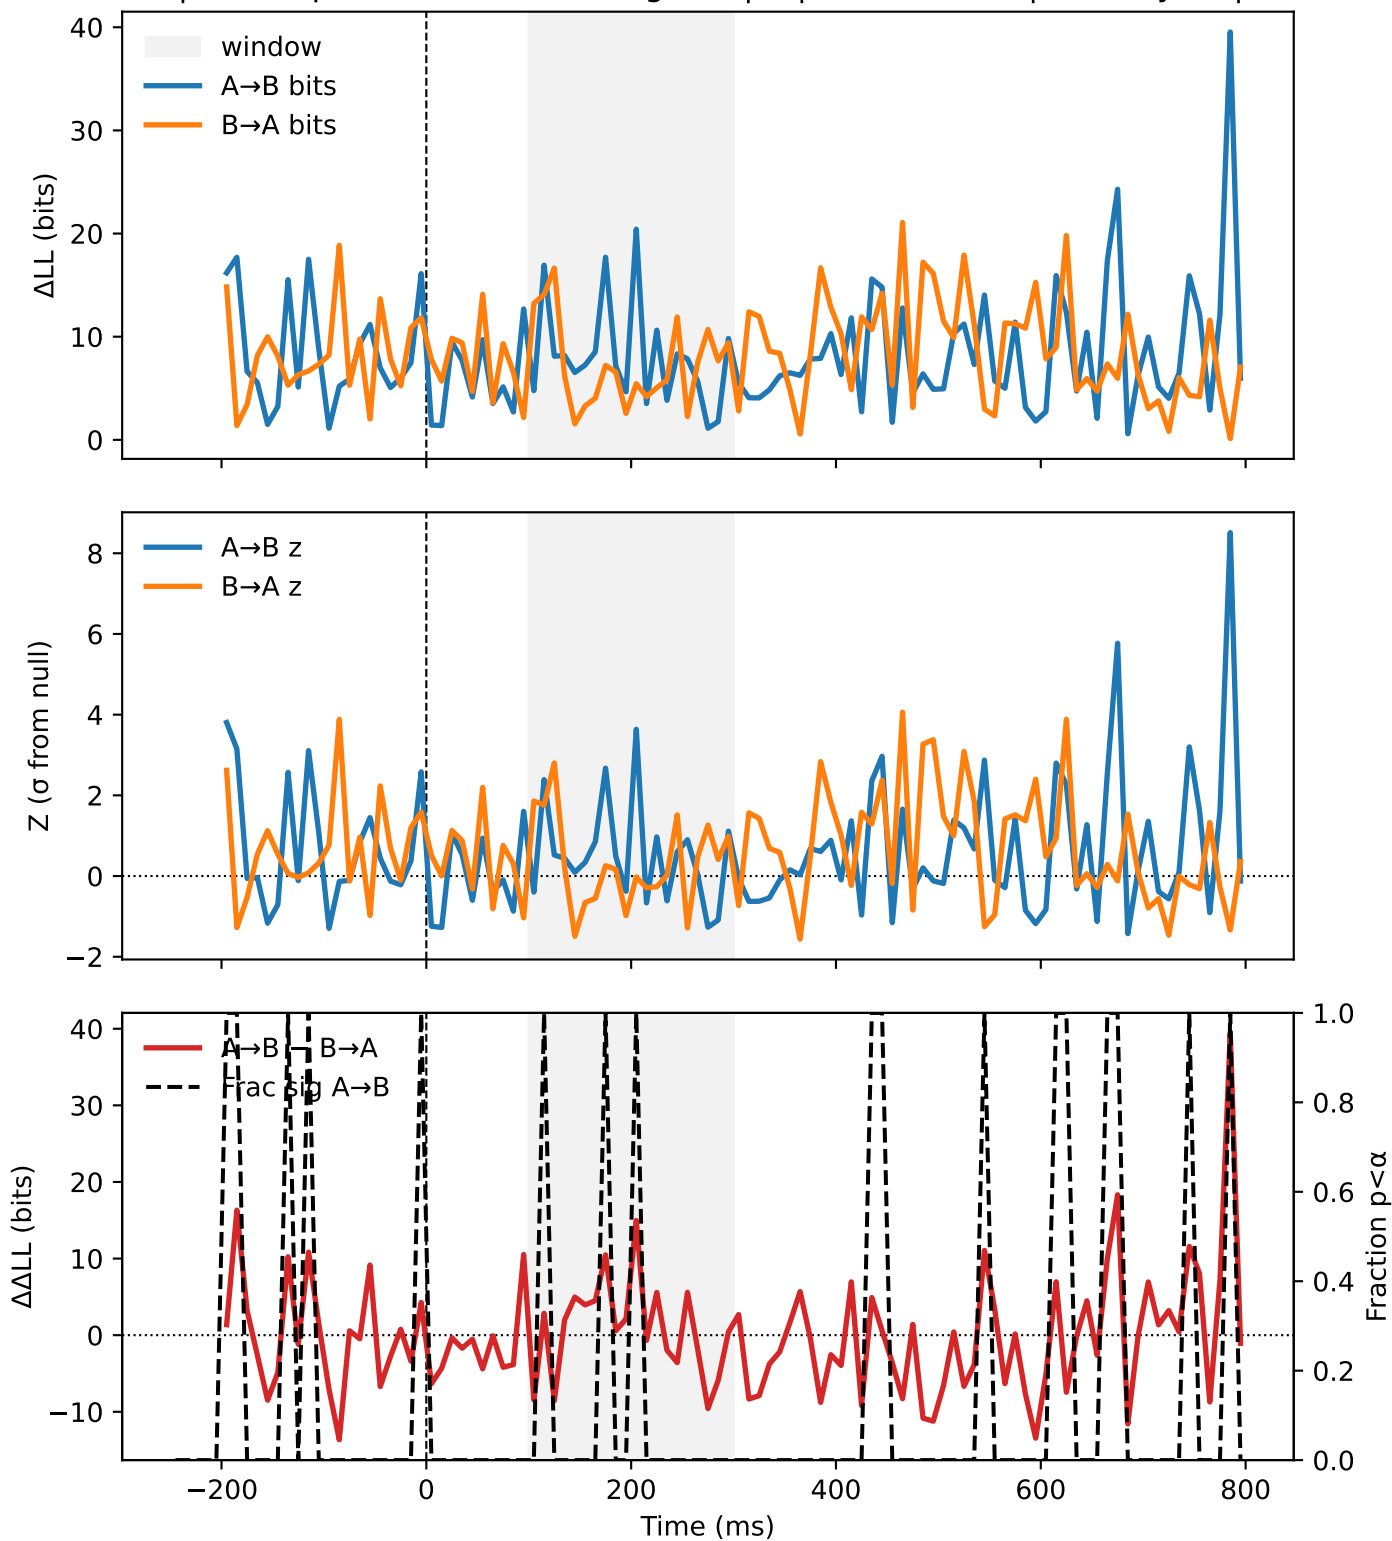 40
30
20
10
0
ΔLL (bits)
window
A→B bits
B→A bits
8
6
4
2
0
−2
Z (σ from null)
A→B z
B→A z
40
30
20
10
0
−10
ΔΔLL (bits)
A→B − B→A
Frac sig A→B
1.0
0.8
0.6
0.4
0.2
0.0
Fraction p<α
−200 0 200 400 600 800
Time (ms)